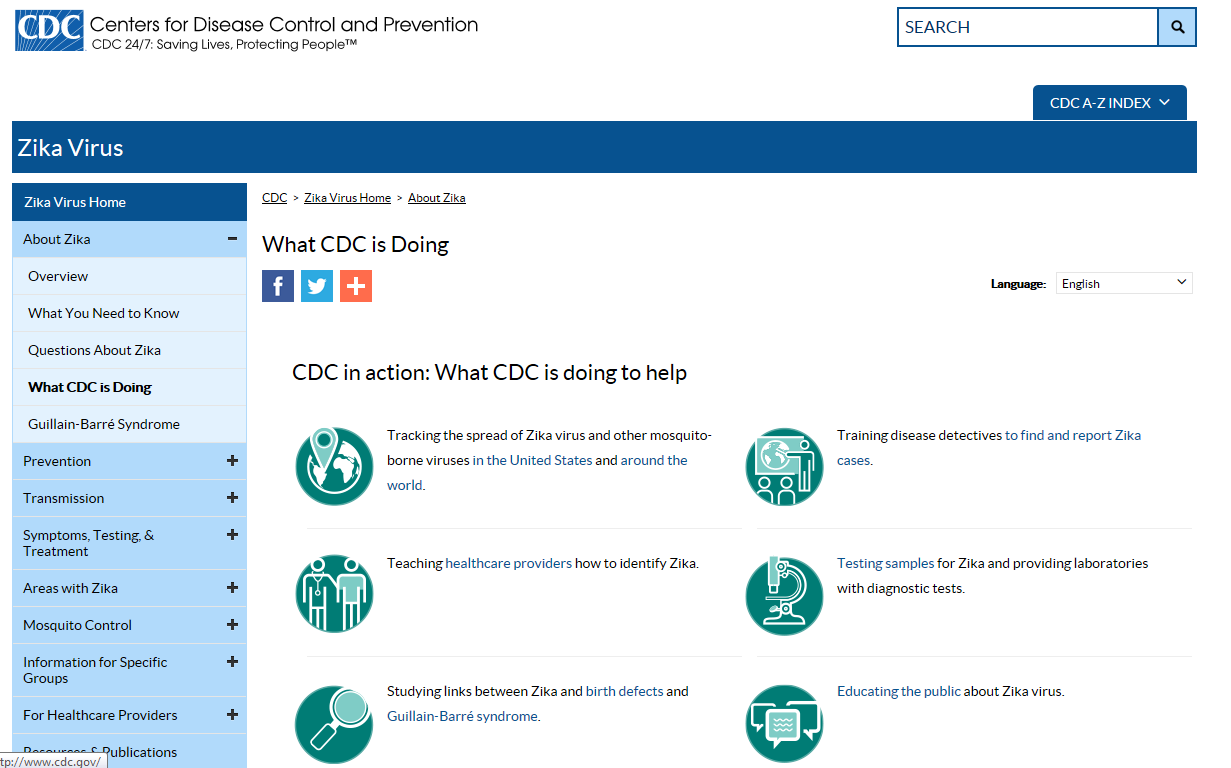 CDC Centers for Disease Control and Prevention
CDC 24/7: Saving Lives, Protecting People™
SEARCH
CDC A-Z INDEX
Zika Virus
Zika Virus Home
About Zika
Overview
What You Need to Know
Questions About Zika
What CDC is Doing
Guillain-Barré Syndrome
Prevention
Transmission
Symptoms, Testing, &
Treatment
Areas with Zika
Mosquito Control
Information for Specific
Groups
For Healthcare Providers
Resources & Publications
tp://www.cdc.gov/
CDC > Zika Virus Home > About Zika
What CDC is Doing
Language: English
CDC in action: What CDC is doing to help
Tracking the spread of Zika virus and other mosquito-
borne viruses in the United States and around the
world.
Training disease detectives to find and report Zika
cases.
Teaching healthcare providers how to identify Zika.
Testing samples for Zika and providing laboratories
with diagnostic tests.
Studying links between Zika and birth defects and
Guillain-Barré syndrome.
Educating the public about Zika virus.